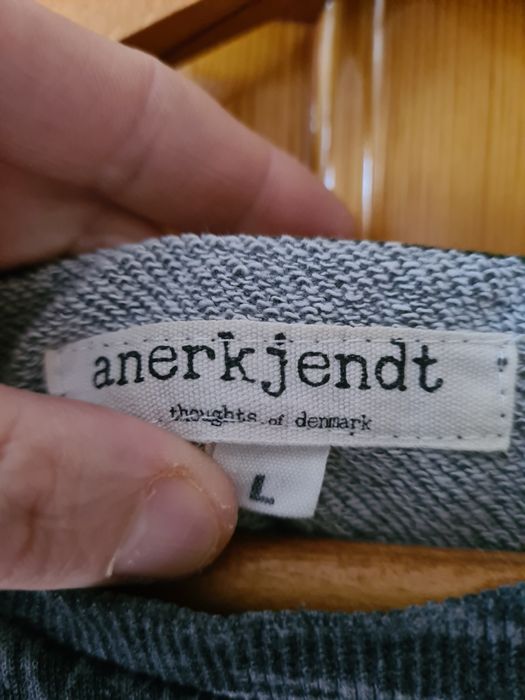 anerkjendt
thoughts of denmark
L